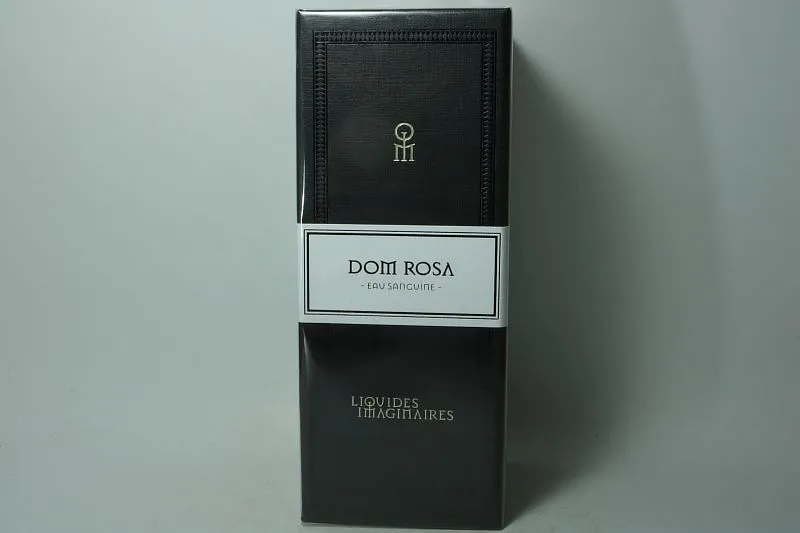 DOM ROSA
- EAU SANGUINE -
LIQUIDES
IMAGINAIRES